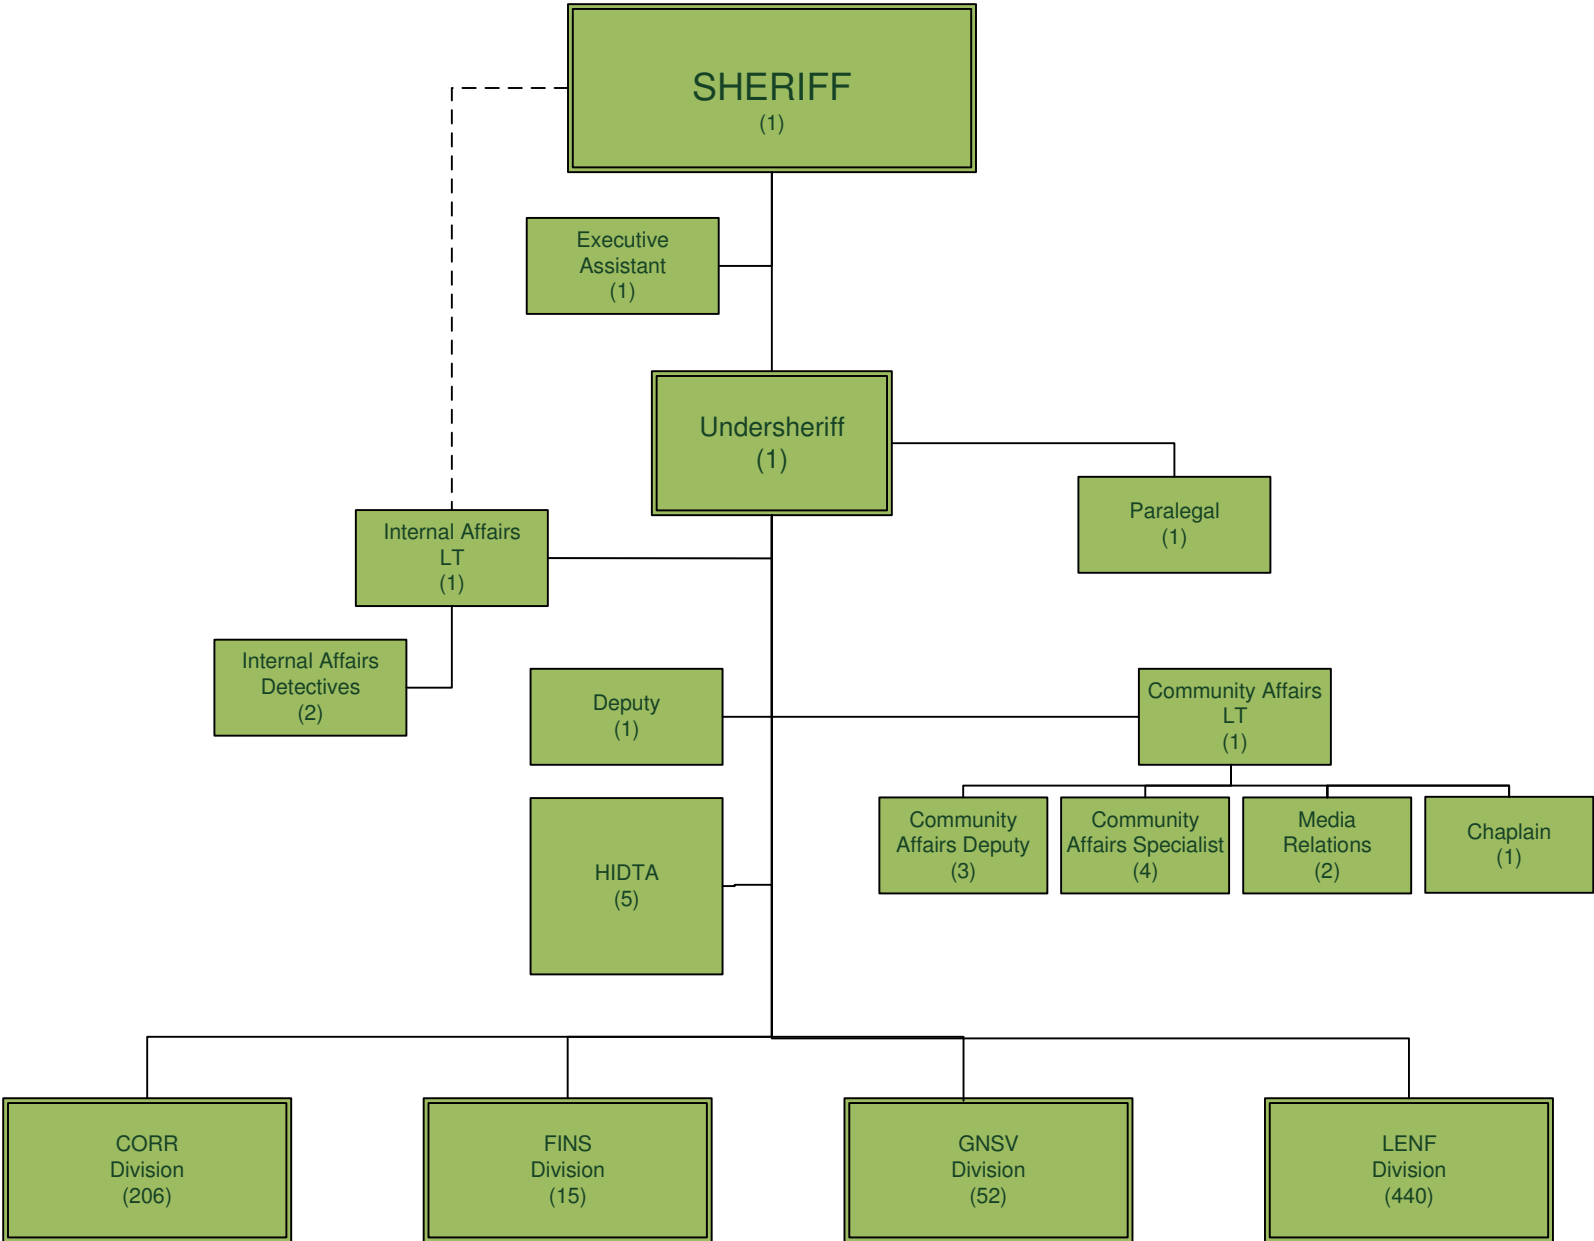 SHERIFF
(1)
Executive
Assistant
(1)
Undersheriff
(1)
Paralegal
(1)
Internal Affairs
LT
(1)
Internal Affairs
Detectives
(2)
Deputy
(1)
Community Affairs
LT
(1)
HIDTA
(5)
Community
Affairs Deputy
(3)
Community
Affairs Specialist
(4)
Media
Relations
(2)
Chaplain
(1)
CORR
Division
(206)
FINS
Division
(15)
GNSV
Division
(52)
LENF
Division
(440)